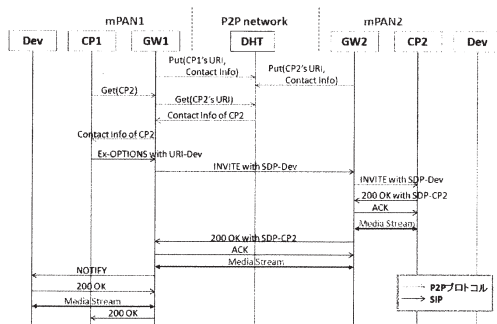 mPAN1
P2P network
mPAN2
Dev
CP1
GW1
DHT
GW2
CP2
Dev
Put(CP1's URI,
Contact Info)
Put(CP2's URI,
Contact Info)
Get(CP2)
Get(CP2's URI)
Contact Info of CP2
Contact Info of CP2
Ex-OPTIONS with URI-Dev
INVITE with SDP-Dev
INVITE with SDP-Dev
200 OK with SDP-CP2
ACK
Media Stream
200 OK with SDP-CP2
ACK
Media Stream
NOTIFY
200 OK
Media Stream
200 OK
P2Pプロトコル
SIP